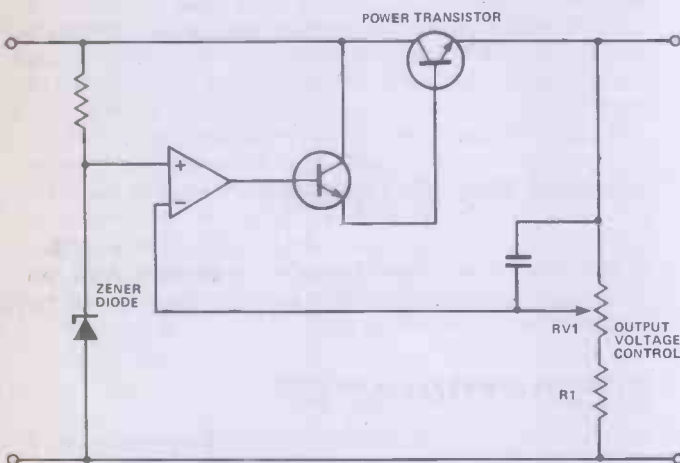 POWER TRANSISTOR
+
−
ZENER
DIODE
RV1
OUTPUT
VOLTAGE
CONTROL
R1